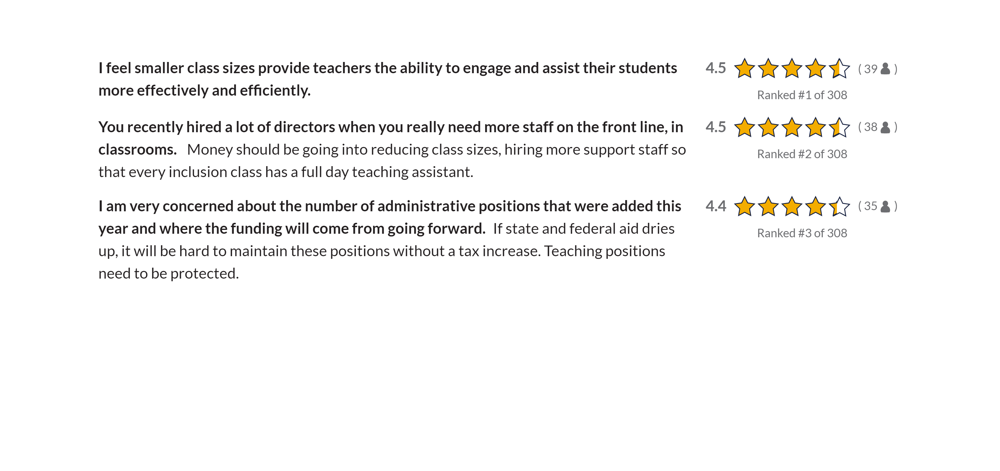 I feel smaller class sizes provide teachers the ability to engage and assist their students
more effectively and efficiently.
4.5 ( 39 )
Ranked #1 of 308
You recently hired a lot of directors when you really need more staff on the front line, in
classrooms. Money should be going into reducing class sizes, hiring more support staff so
that every inclusion class has a full day teaching assistant.
4.5 ( 38 )
Ranked #2 of 308
I am very concerned about the number of administrative positions that were added this
year and where the funding will come from going forward. If state and federal aid dries
up, it will be hard to maintain these positions without a tax increase. Teaching positions
need to be protected.
4.4 ( 35 )
Ranked #3 of 308